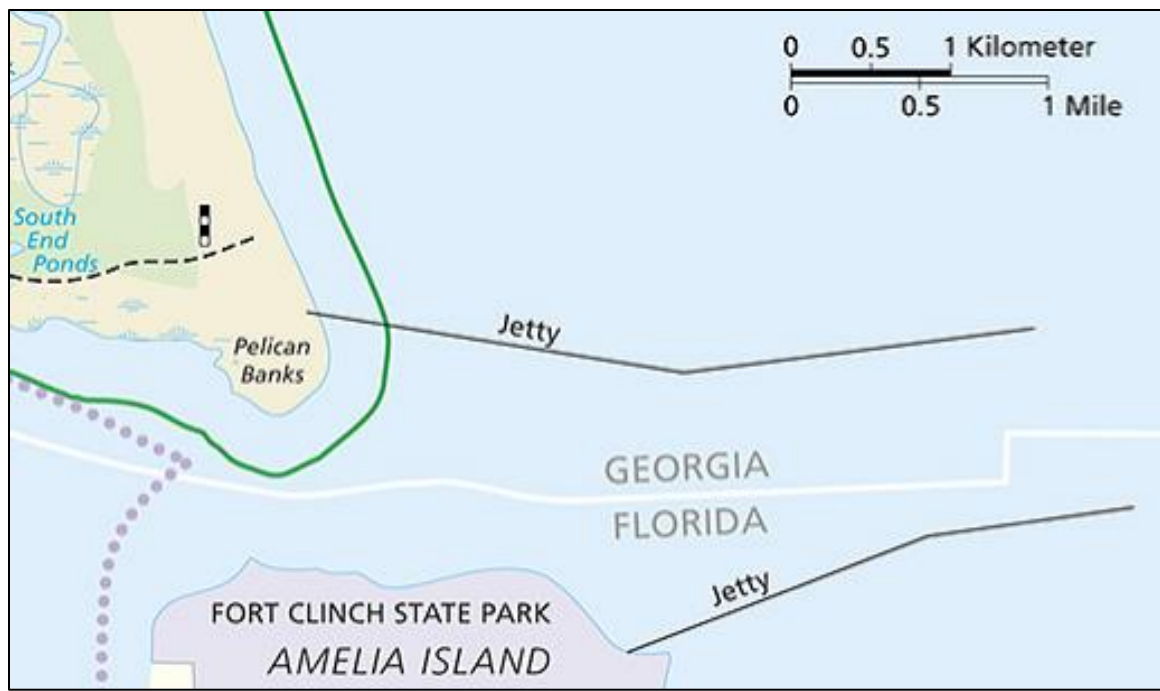 0 0.5 1 Kilometer
0 0.5 1 Mile
South
End
Ponds
Jetty
Pelican
Banks
GEORGIA
FLORIDA
Jetty
FORT CLINCH STATE PARK
AMELIA ISLAND